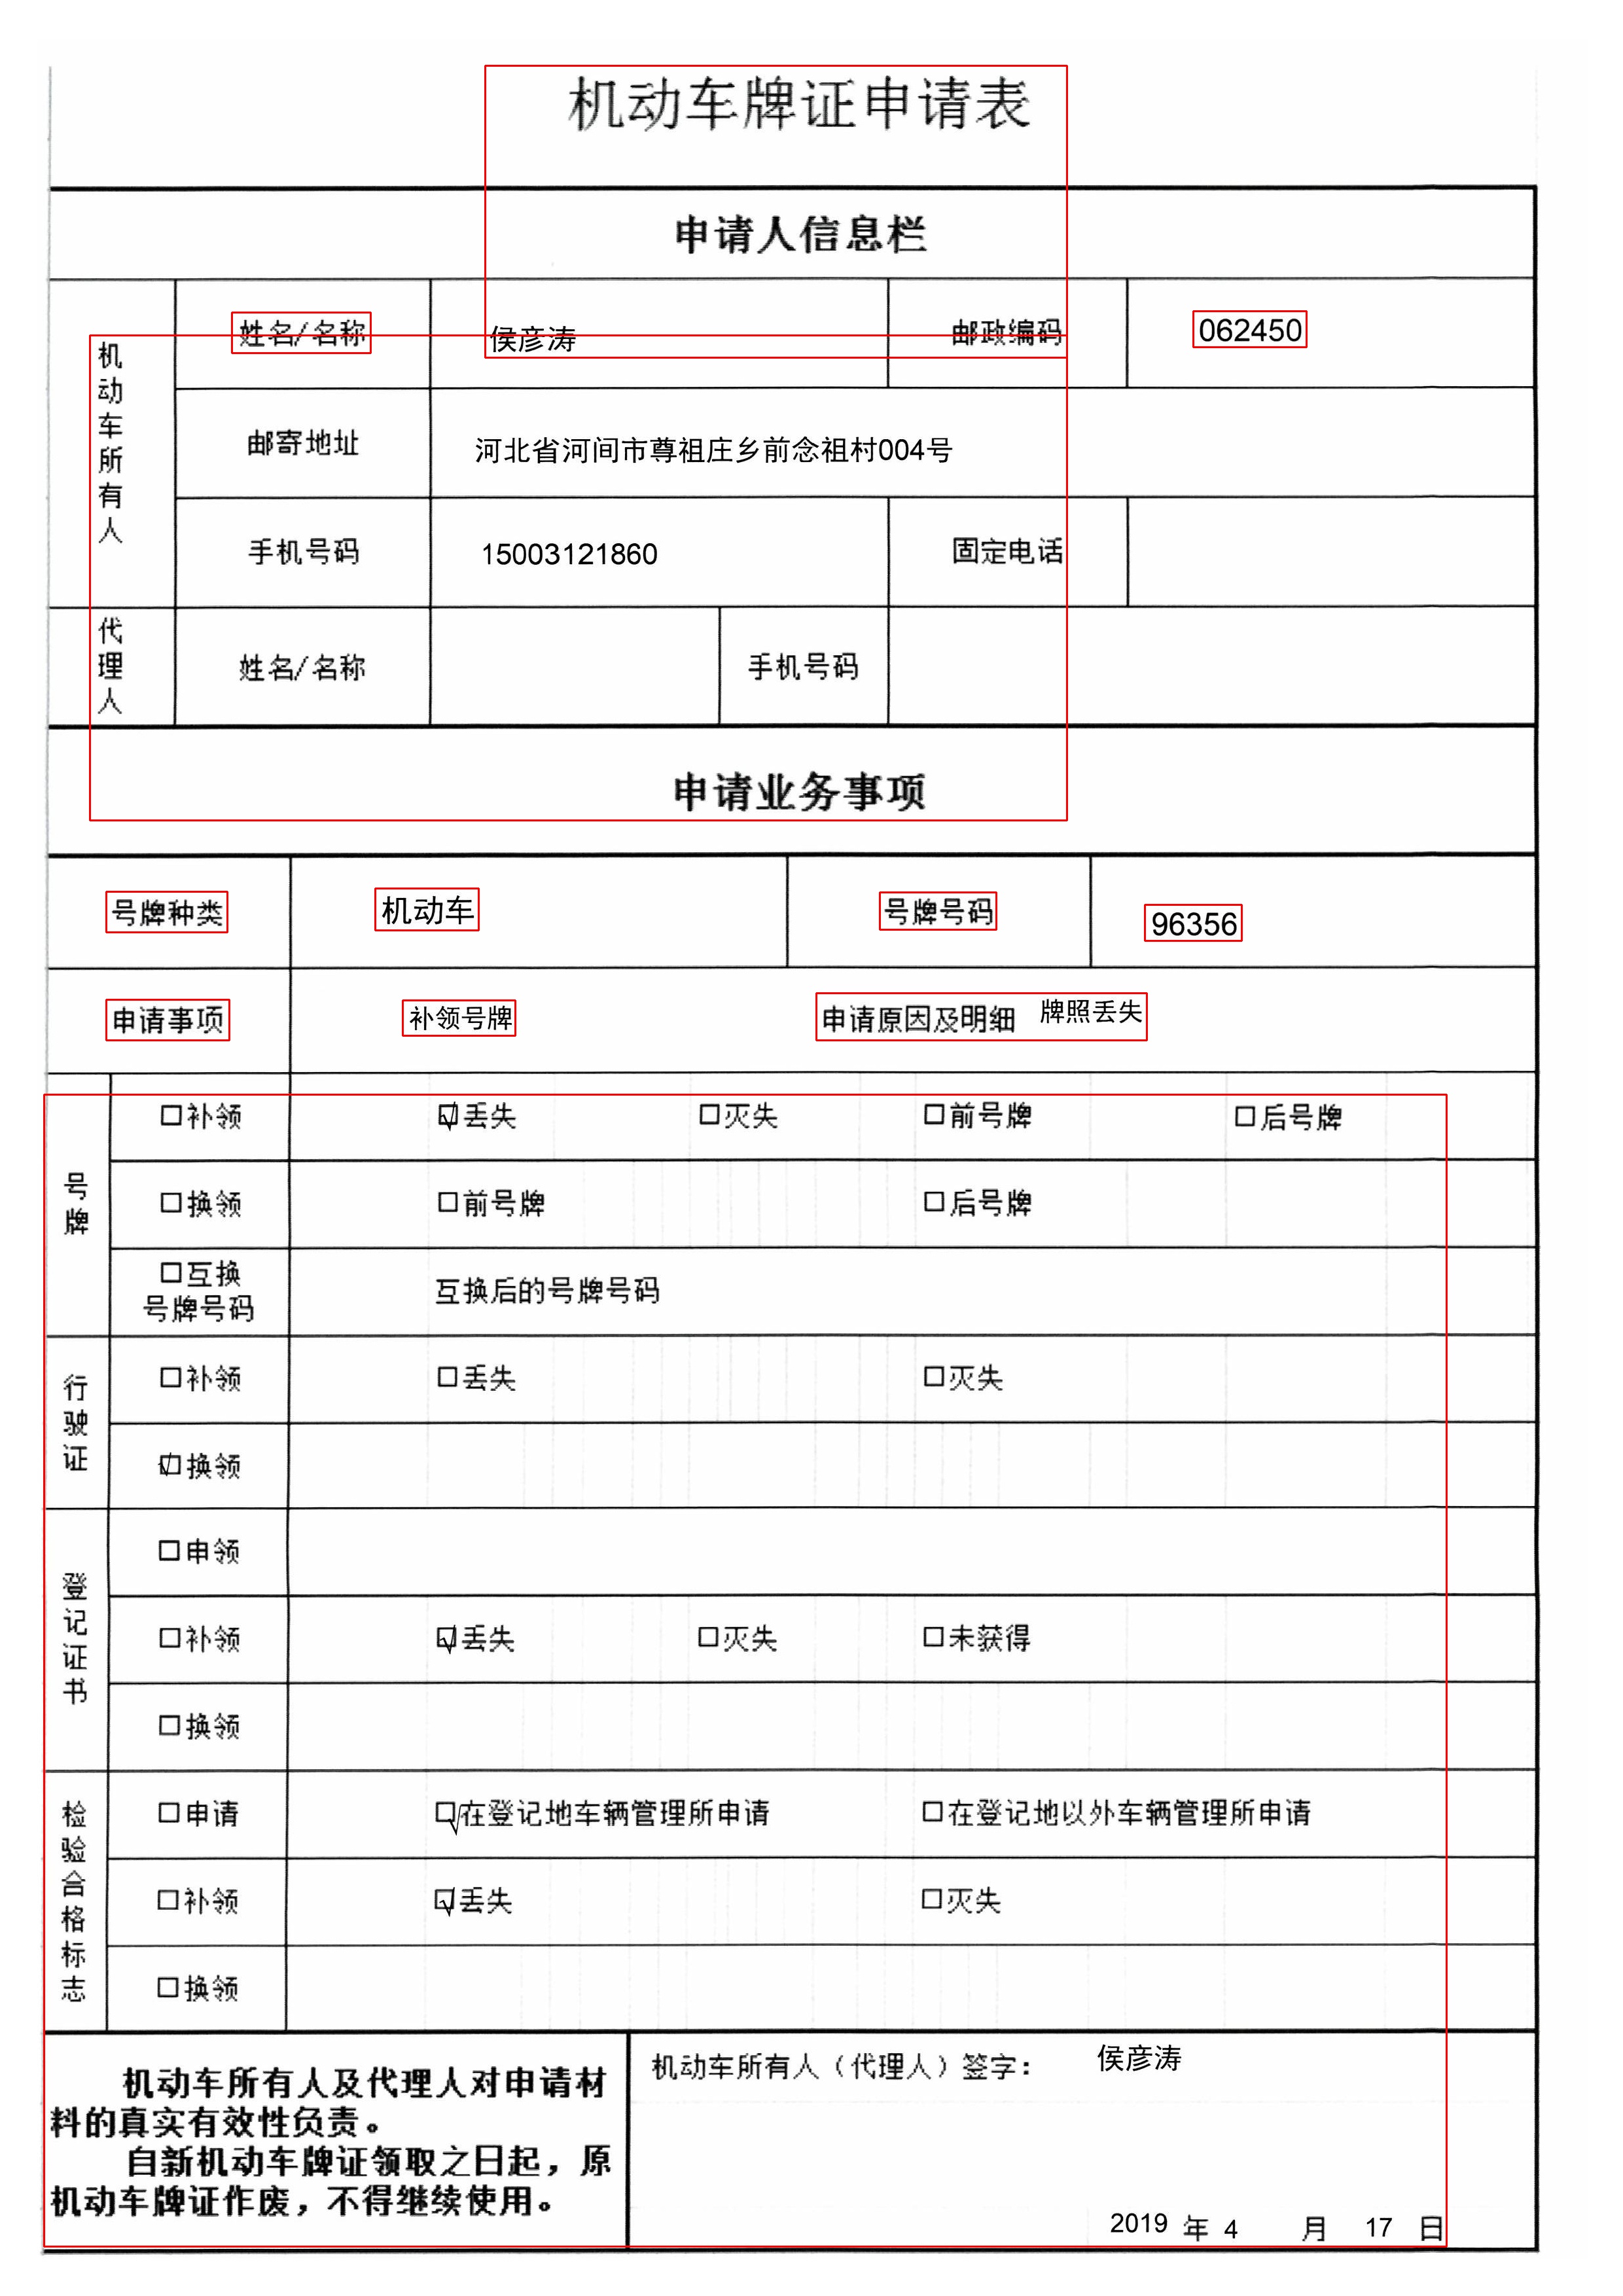 机动车牌证申请表
申请人信息栏
机动车所有人
姓名/名称 侯彦涛 邮政编码 062450
邮寄地址 河北省河间市尊祖庄乡前念祖村004号
手机号码 15003121860 固定电话
代理人
姓名/名称 手机号码
申请业务事项
号牌种类 机动车 号牌号码 96356
申请事项 补领号牌 申请原因及明细 牌照丢失
号牌
□补领 ☑丢失 □灭失 □前号牌 □后号牌
□换领 □前号牌 □后号牌
□互换
号牌号码
互换后的号牌号码
行驶证
□补领 □丢失 □灭失
☑换领
登记证书
□申领
□补领 ☑丢失 □灭失 □未获得
□换领
检验合格标志
□申请 ☑在登记地车辆管理所申请 □在登记地以外车辆管理所申请
□补领 ☑丢失 □灭失
□换领
机动车所有人及代理人对申请材
料的真实有效性负责。
自新机动车牌证领取之日起，原
机动车牌证作废，不得继续使用。
机动车所有人（代理人）签字： 侯彦涛
2019 年 4 月 17 日